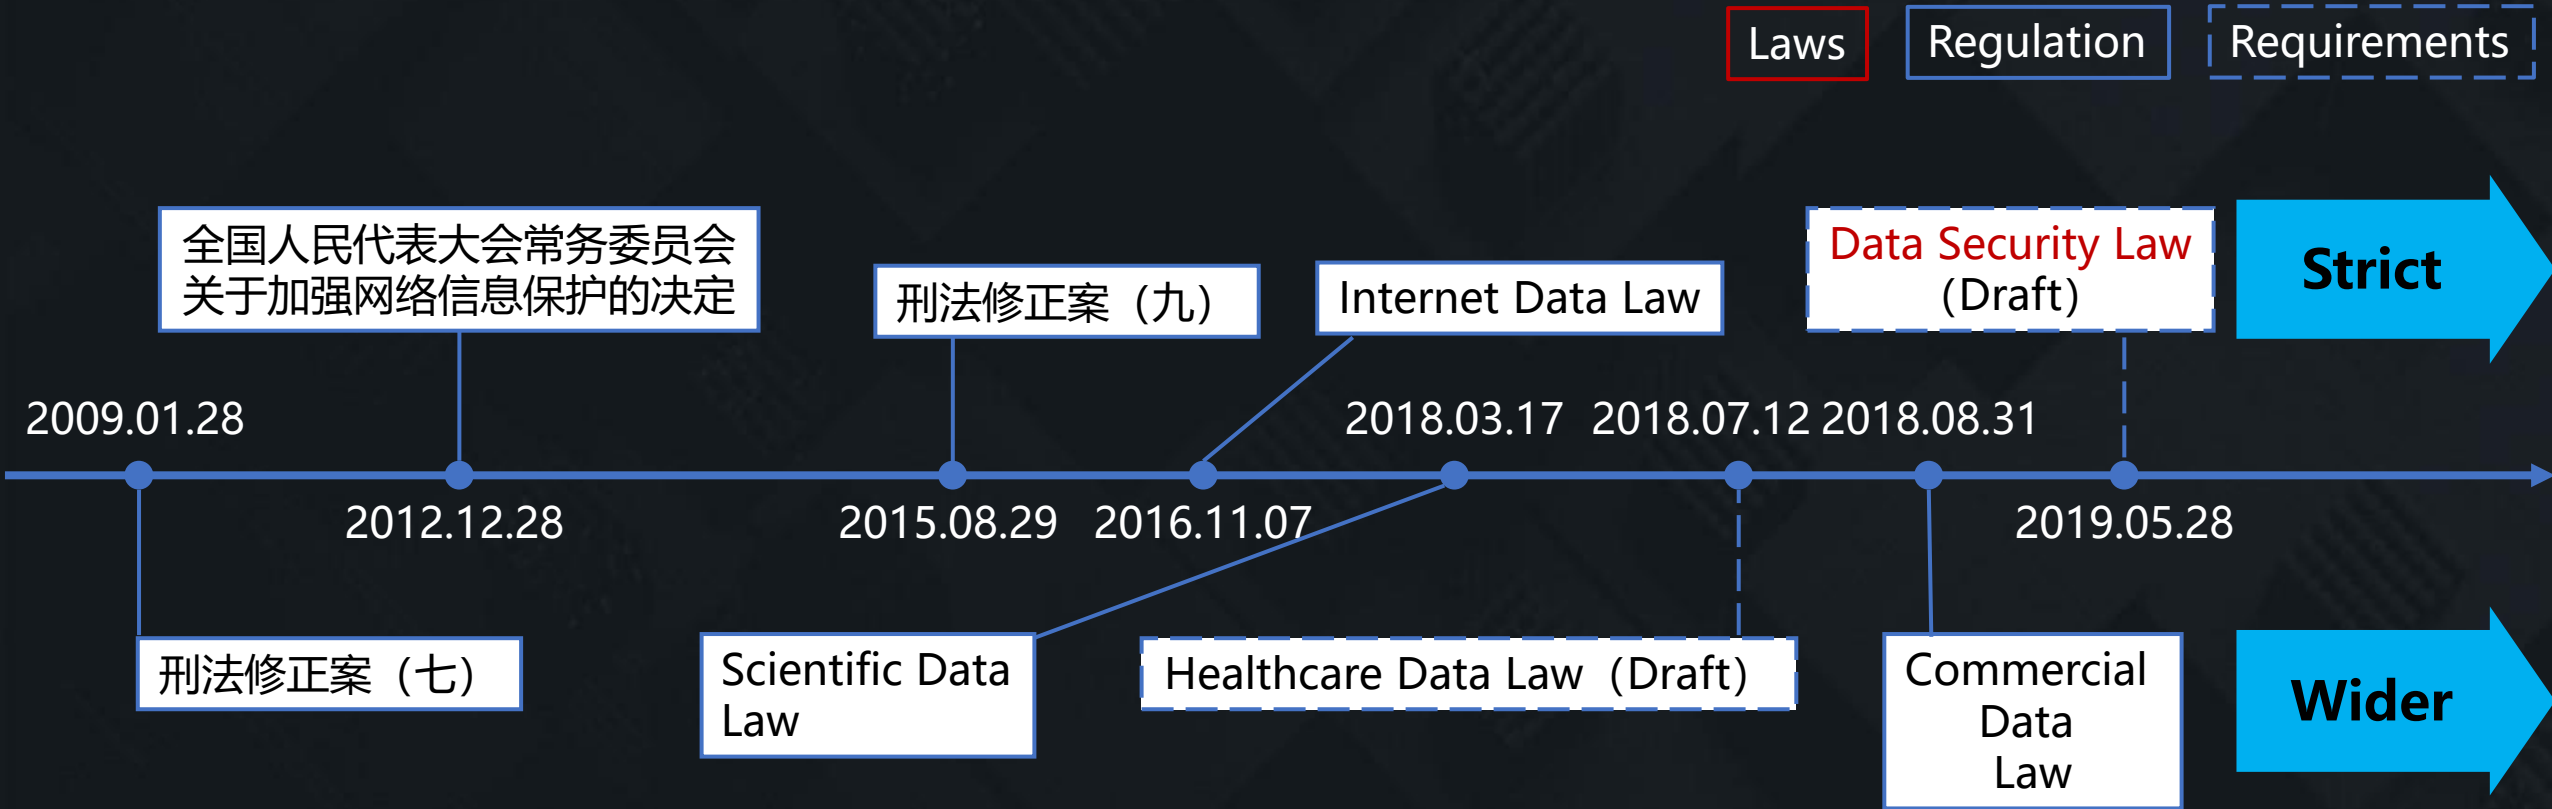 Laws
Regulation
Requirements
全国人民代表大会常务委员会
关于加强网络信息保护的决定
刑法修正案（九）
Internet Data Law
Data Security Law
（Draft）
Strict
2009.01.28
2018.03.17
2018.07.12
2018.08.31
2012.12.28
2015.08.29
2016.11.07
2019.05.28
刑法修正案（七）
Scientific Data
Law
Healthcare Data Law（Draft）
Commercial
Data
Law
Wider